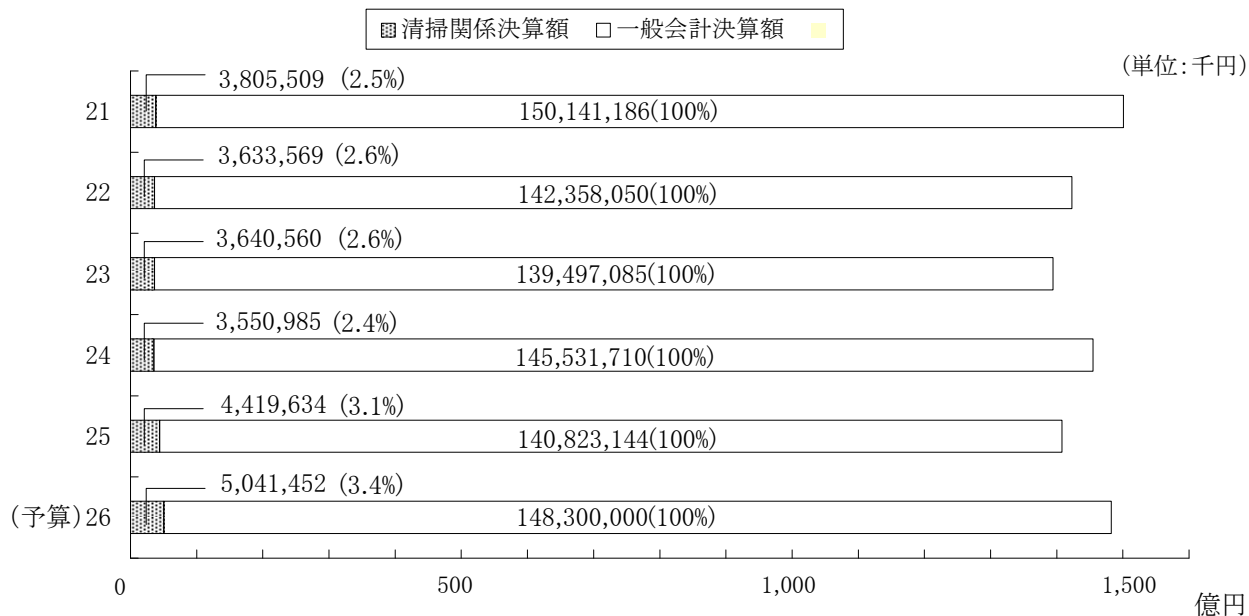 清掃関係決算額 一般会計決算額
(単位:千円)
3,805,509 (2.5%)
21 150,141,186(100%)
3,633,569 (2.6%)
22 142,358,050(100%)
3,640,560 (2.6%)
23 139,497,085(100%)
3,550,985 (2.4%)
24 145,531,710(100%)
4,419,634 (3.1%)
25 140,823,144(100%)
5,041,452 (3.4%)
(予算)26 148,300,000(100%)
0 500 1,000 1,500
億円